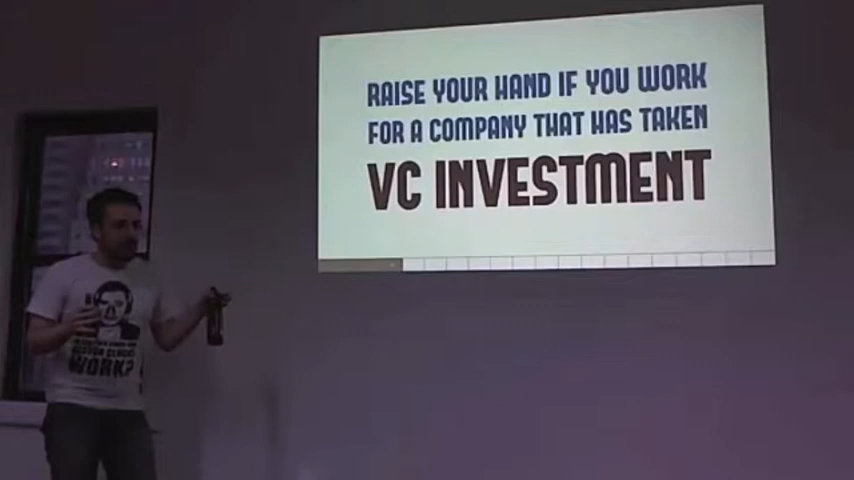 RAISE YOUR HAND IF YOU WORK
FOR A COMPANY THAT HAS TAKEN
VC INVESTMENT
WORK?